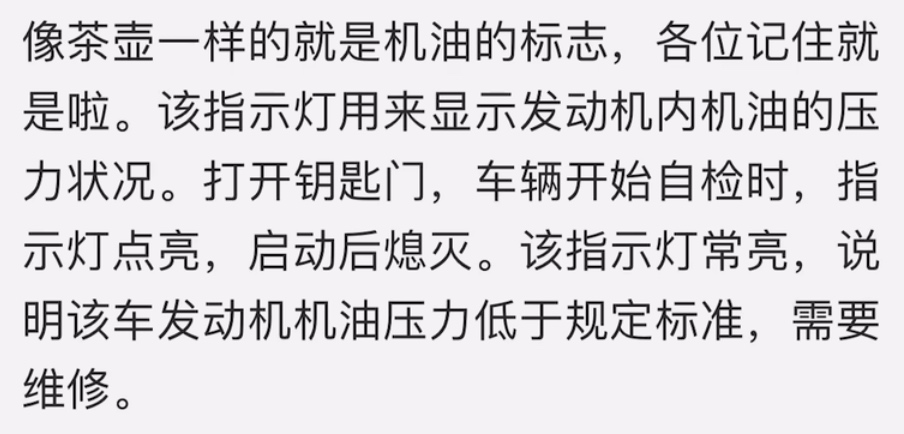 像茶壶一样的就是机油的标志，各位记住就
是啦。该指示灯用来显示发动机内机油的压
力状况。打开钥匙门，车辆开始自检时，指
示灯点亮，启动后熄灭。该指示灯常亮，说
明该车发动机机油压力低于规定标准，需要
维修。